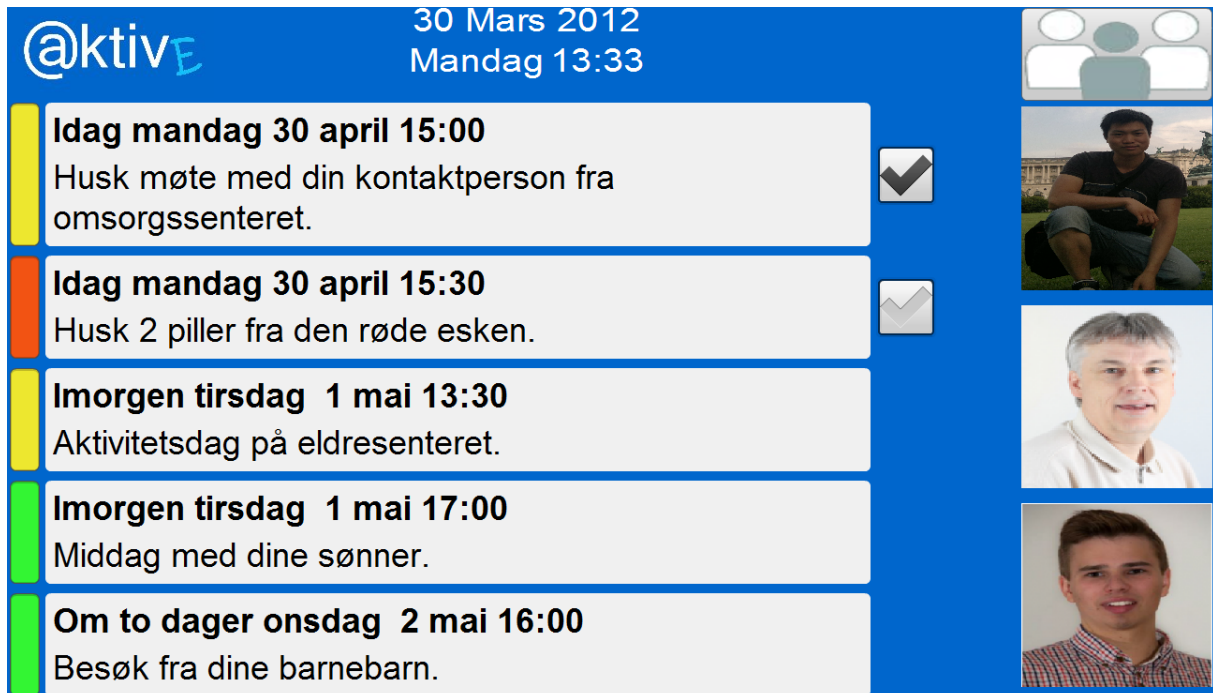 @ktivE
30 Mars 2012
Mandag 13:33
Idag mandag 30 april 15:00
Husk møte med din kontaktperson fra
omsorgssenteret.
Idag mandag 30 april 15:30
Husk 2 piller fra den røde esken.
Imorgen tirsdag  1 mai 13:30
Aktivitetsdag på eldresenteret.
Imorgen tirsdag  1 mai 17:00
Middag med dine sønner.
Om to dager onsdag  2 mai 16:00
Besøk fra dine barnebarn.